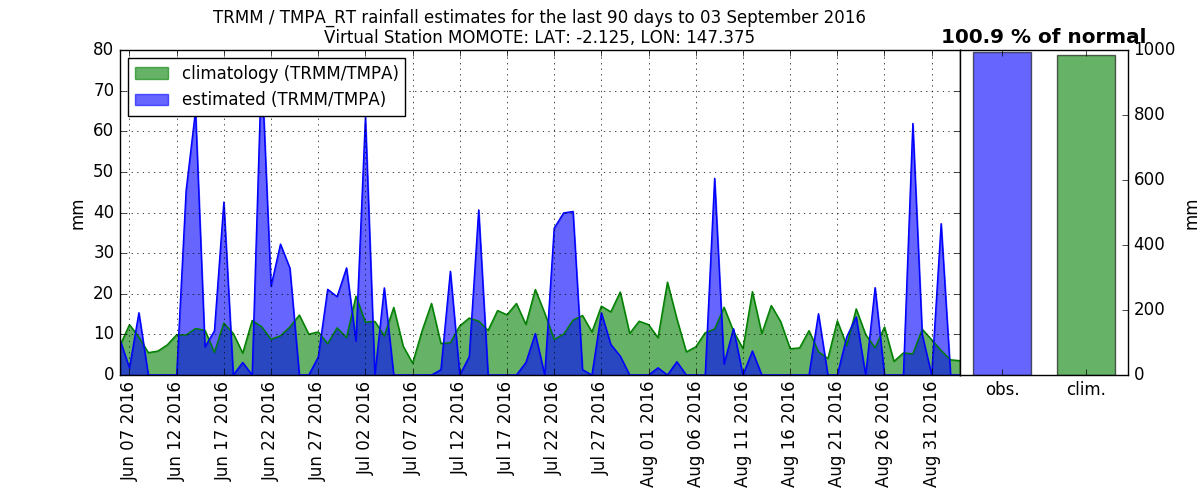 TRMM / TMPA_RT rainfall estimates for the last 90 days to 03 September 2016
Virtual Station MOMOTE: LAT: -2.125, LON: 147.375
100.9 % of normal
climatology (TRMM/TMPA)
estimated (TRMM/TMPA)
80
70
60
50
40
30
20
10
0
mm
Jun 07 2016
Jun 12 2016
Jun 17 2016
Jun 22 2016
Jun 27 2016
Jul 02 2016
Jul 07 2016
Jul 12 2016
Jul 17 2016
Jul 22 2016
Jul 27 2016
Aug 01 2016
Aug 06 2016
Aug 11 2016
Aug 16 2016
Aug 21 2016
Aug 26 2016
Aug 31 2016
obs.
clim.
1000
800
600
400
200
0
mm